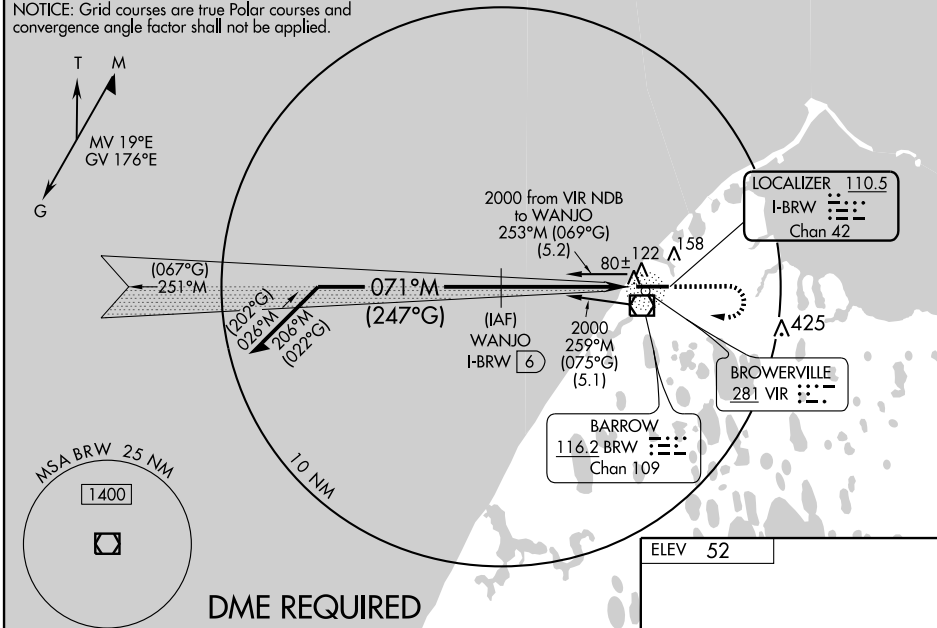 NOTICE: Grid courses are true Polar courses and
convergence angle factor shall not be applied.
T M
MV 19°E
GV 176°E
G
LOCALIZER 110.5
I-BRW
Chan 42
2000 from VIR NDB
to WANJO
253°M (069°G)
(5.2)
80± 122 158
(067°G)
251°M
071°M
(247°G)
(202°G)
026°M
206°M
(022°G)
(IAF)
WANJO
I-BRW 6
2000
259°M
(075°G)
(5.1)
425
BROWERVILLE
281 VIR
BARROW
116.2 BRW
Chan 109
10 NM
MSA BRW 25 NM
1400
ELEV 52
DME REQUIRED